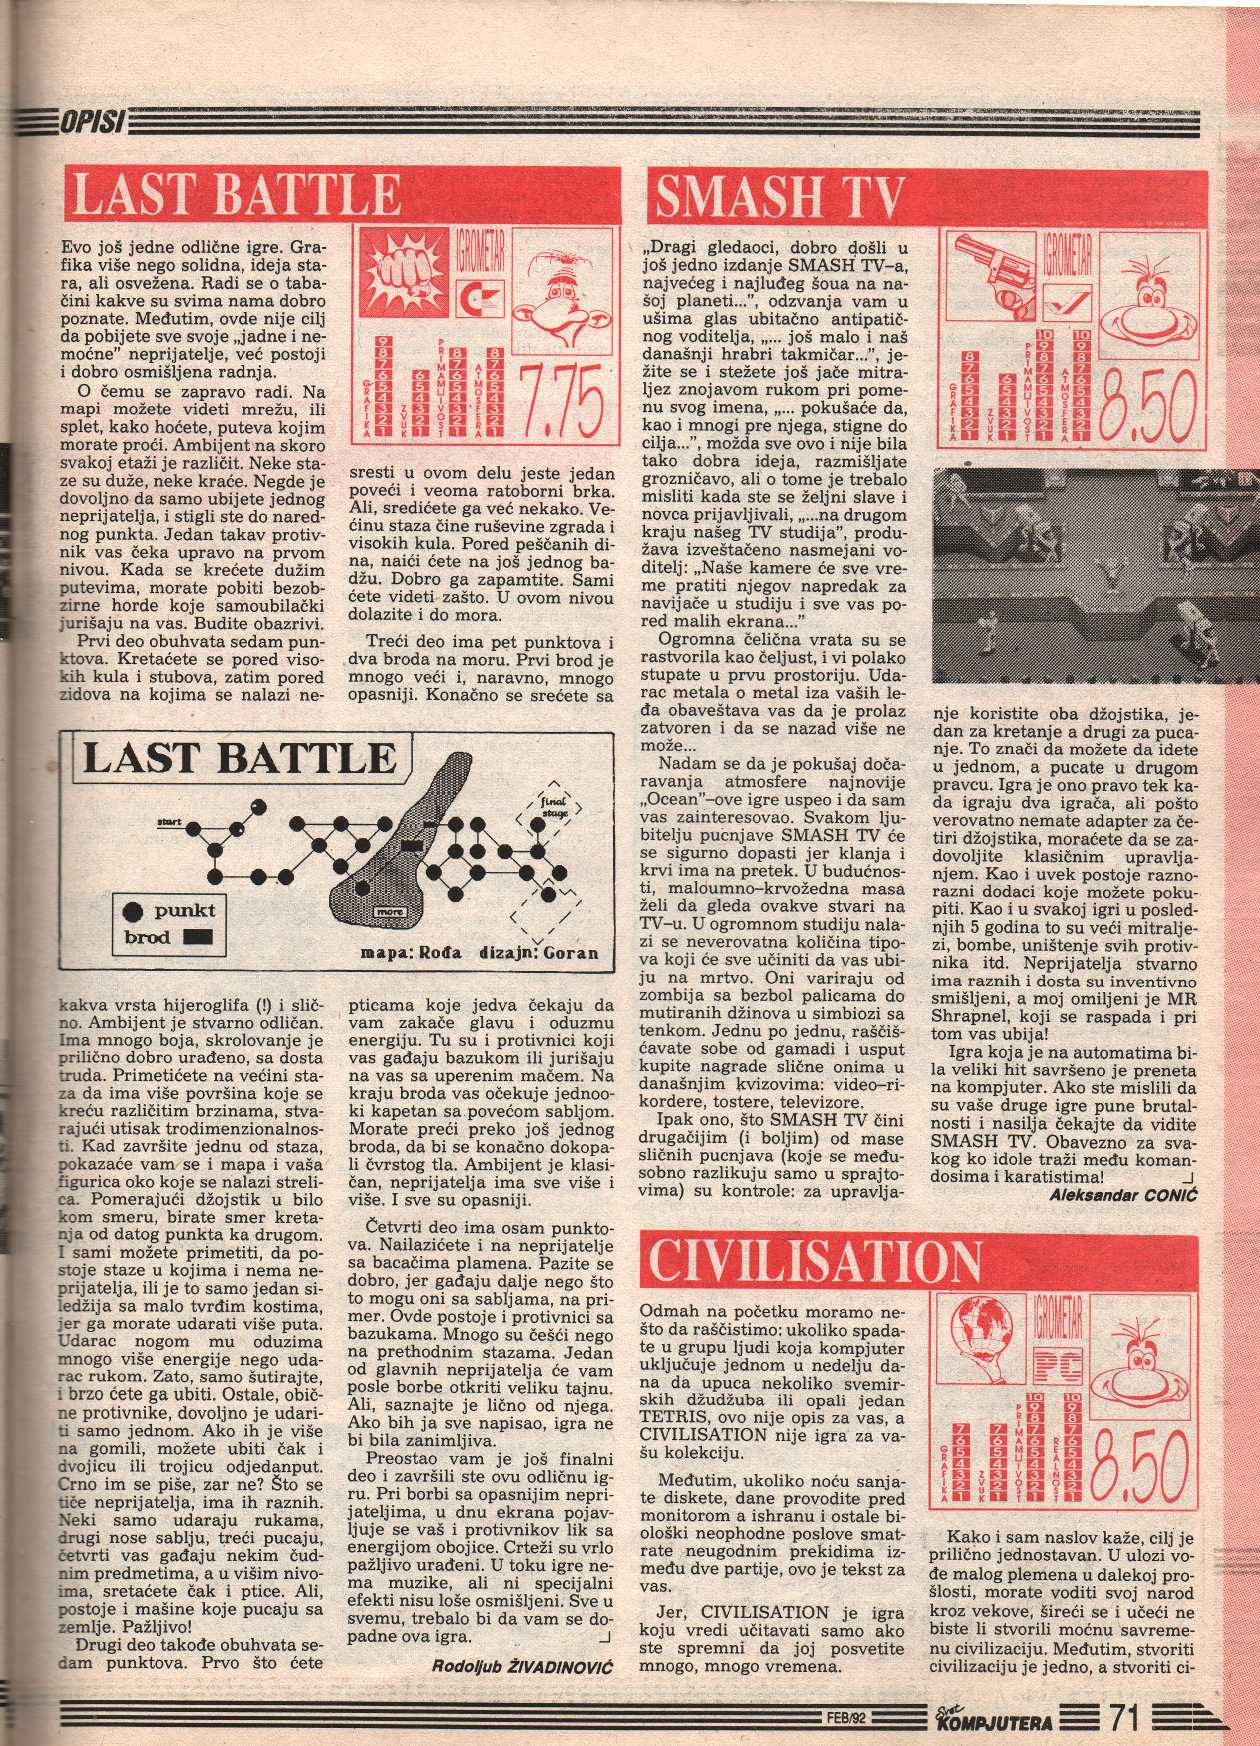 OPISI
LAST BATTLE
Evo još jedne odlične igre. Gra-
fika više nego solidna, ideja sta-
ra, ali osvežena. Radi se o taba-
čini kakve su svima nama dobro
poznate. Međutim, ovde nije cilj
da pobijete sve svoje „jadne i ne-
moćne” neprijatelje, već postoji
i dobro osmišljena radnja.
O čemu se zapravo radi. Na
mapi možete videti mrežu, ili
splet, kako hoćete, puteva kojim
morate proći. Ambijent na skoro
svakoj etaži je različit. Neke sta-
ze su duže, neke kraće. Negde je
dovoljno da samo ubijete jednog
neprijatelja, i stigli ste do nared-
nog punkta. Jedan takav protiv-
nik vas čeka upravo na prvom
nivou. Kada se krećete dužim
putevima, morate pobiti bezob-
zirne horde koje samoubilački
jurišaju na vas. Budite obazrivi.
Prvi deo obuhvata sedam pun-
ktova. Kretaćete se pored viso-
kih kula i stubova, zatim pored
zidova na kojima se nalazi ne-
IGROMETAR
GRAFIKA
ZVUK
PRIMAMLJIVOST
ATMOSFERA
7.75
sresti u ovom delu jeste jedan
poveći i veoma ratoborni brka.
Ali, sredićete ga već nekako. Ve-
ćinu staza čine ruševine zgrada i
visokih kula. Pored peščanih di-
na, naići ćete na još jednog ba-
džu. Dobro ga zapamtite. Sami
ćete videti zašto. U ovom nivou
dolazite i do mora.
Treći deo ima pet punktova i
dva broda na moru. Prvi brod je
mnogo veći i, naravno, mnogo
opasniji. Konačno se srećete sa
LAST BATTLE
start
final
stage
more
punkt
brod
mapa: Rođa dizajn: Goran
kakva vrsta hijeroglifa (!) i slič-
no. Ambijent je stvarno odličan.
Ima mnogo boja, skrolovanje je
prilično dobro urađeno, sa dosta
truda. Primetićete na većini sta-
za da ima više površina koje se
kreću različitim brzinama, stva-
rajući utisak trodimenzionalnos-
ti. Kad završite jednu od staza,
pokazaće vam se i mapa i vaša
figurica oko koje se nalazi streli-
ca. Pomerajući džojstik u bilo
kom smeru, birate smer kreta-
nja od datog punkta ka drugom.
I sami možete primetiti, da po-
stoje staze u kojima i nema ne-
prijatelja, ili je to samo jedan si-
ledžija sa malo tvrđim kostima,
jer ga morate udarati više puta.
Udarac nogom mu oduzima
mnogo više energije nego uda-
rac rukom. Zato, samo šutirajte,
i brzo ćete ga ubiti. Ostale, obič-
ne protivnike, dovoljno je udari-
ti samo jednom. Ako ih je više
na gomili, možete ubiti čak i
dvojicu ili trojicu odjedanput.
Crno im se piše, zar ne? Što se
tiče neprijatelja, ima ih raznih.
Neki samo udaraju rukama,
drugi nose sablju, treći pucaju,
četvrti vas gađaju nekim čud-
nim predmetima, a u višim nivo-
ima, sretaćete čak i ptice. Ali,
postoje i mašine koje pucaju sa
zemlje. Pažljivo!
Drugi deo takođe obuhvata se-
dam punktova. Prvo što ćete
pticama koje jedva čekaju da
vam zakače glavu i oduzmu
energiju. Tu su i protivnici koji
vas gađaju bazukom ili jurišaju
na vas sa uperenim mačem. Na
kraju broda vas očekuje jednoo-
ki kapetan sa povećom sabljom.
Morate preći preko još jednog
broda, da bi se konačno dokopa-
li čvrstog tla. Ambijent je klasi-
čan, neprijatelja ima sve više i
više. I sve su opasniji.
Četvrti deo ima osam punkto-
va. Nailazićete i na neprijatelje
sa bacačima plamena. Pazite se
dobro, jer gađaju dalje nego što
to mogu oni sa sabljama, na pri-
mer. Ovde postoje i protivnici sa
bazukama. Mnogo su češći nego
na prethodnim stazama. Jedan
od glavnih neprijatelja će vam
posle borbe otkriti veliku tajnu.
Ali, saznajte je lično od njega.
Ako bih ja sve napisao, igra ne
bi bila zanimljiva.
Preostao vam je još finalni
deo i završili ste ovu odličnu ig-
ru. Pri borbi sa opasnijim nepri-
jateljima, u dnu ekrana pojav-
ljuje se vaš i protivnikov lik sa
energijom obojice. Crteži su vrlo
pažljivo urađeni. U toku igre ne-
ma muzike, ali ni specijalni
efekti nisu loše osmišljeni. Sve u
svemu, trebalo bi da vam se do-
padne ova igra.
Rodoljub ŽIVADINOVIĆ
SMASH TV
„Dragi gledaoci, dobro došli u
još jedno izdanje SMASH TV–a,
najvećeg i najluđeg šoua na na-
šoj planeti...”, odzvanja vam u
ušima glas ubitačno antipatič-
nog voditelja, „... još malo i naš
današnji hrabri takmičar...”, je-
žite se i stežete još jače mitra-
ljez znojavom rukom pri pome-
nu svog imena, „... pokušaće da,
kao i mnogi pre njega, stigne do
cilja...”, možda sve ovo i nije bila
tako dobra ideja, razmišljate
grozničavo, ali o tome je trebalo
misliti kada ste se željni slave i
novca prijavljivali, „...na drugom
kraju našeg TV studija”, produ-
žava izveštačeno nasmejani vo-
ditelj: „Naše kamere će sve vre-
me pratiti njegov napredak za
navijače u studiju i sve vas po-
red malih ekrana...”
Ogromna čelična vrata su se
rastvorila kao čeljust, i vi polako
stupate u prvu prostoriju. Uda-
rac metala o metal iza vaših le-
đa obaveštava vas da je prolaz
zatvoren i da se nazad više ne
može...
Nadam se da je pokušaj doča-
ravanja atmosfere najnovije
„Ocean”–ove igre uspeo i da sam
vas zainteresovao. Svakom lju-
bitelju pucnjave SMASH TV će
se sigurno dopasti jer klanja i
krvi ima na pretek. U budućnos-
ti, maloumno–krvožedna masa
želi da gleda ovakve stvari na
TV–u. U ogromnom studiju nala-
zi se neverovatna količina tipo-
va koji će sve učiniti da vas ubi-
ju na mrtvo. Oni variraju od
zombija sa bezbol palicama do
mutiranih džinova u simbiozi sa
tenkom. Jednu po jednu, raščiš-
ćavate sobe od gamadi i usput
kupite nagrade slične onima u
današnjim kvizovima: video–ri-
kordere, tostere, televizore.
Ipak ono, što SMASH TV čini
drugačijim (i boljim) od mase
sličnih pucnjava (koje se među-
sobno razlikuju samo u sprajto-
vima) su kontrole: za upravlja-
IGROMETAR
GRAFIKA
ZVUK
PRIMAMLJIVOST
ATMOSFERA
8.50
nje koristite oba džojstika, je-
dan za kretanje a drugi za puca-
nje. To znači da možete da idete
u jednom, a pucate u drugom
pravcu. Igra je ono pravo tek ka-
da igraju dva igrača, ali pošto
verovatno nemate adapter za če-
tiri džojstika, moraćete da se za-
dovoljite klasičnim upravlja-
njem. Kao i uvek postoje razno-
razni dodaci koje možete poku-
piti. Kao i u svakoj igri u posled-
njih 5 godina to su veći mitralje-
zi, bombe, uništenje svih protiv-
nika itd. Neprijatelja stvarno
ima raznih i dosta su inventivno
smišljeni, a moj omiljeni je MR
Shrapnel, koji se raspada i pri
tom vas ubija!
Igra koja je na automatima bi-
la veliki hit savršeno je preneta
na kompjuter. Ako ste mislili da
su vaše druge igre pune brutal-
nosti i nasilja čekajte da vidite
SMASH TV. Obavezno za sva-
kog ko idole traži među koman-
dosima i karatistima!
Aleksandar CONIĆ
CIVILISATION
Odmah na početku moramo ne-
što da raščistimo: ukoliko spada-
te u grupu ljudi koja kompjuter
uključuje jednom u nedelju da-
na da upuca nekoliko svemir-
skih džudžuba ili opali jedan
TETRIS, ovo nije opis za vas, a
CIVILISATION nije igra za va-
šu kolekciju.
Međutim, ukoliko noću sanja-
te diskete, dane provodite pred
monitorom a ishranu i ostale bi-
ološki neophodne poslove smat-
rate neugodnim prekidima iz-
među dve partije, ovo je tekst za
vas.
Jer, CIVILISATION je igra
koju vredi učitavati samo ako
ste spremni da joj posvetite
mnogo, mnogo vremena.
IGROMETAR
PC
GRAFIKA
ZVUK
PRIMAMLJIVOST
REALNOST
8.50
Kako i sam naslov kaže, cilj je
prilično jednostavan. U ulozi vo-
đe malog plemena u dalekoj pro-
šlosti, morate voditi svoj narod
kroz vekove, šireći se i učeći ne
biste li stvorili moćnu savreme-
nu civilizaciju. Međutim, stvoriti
civilizaciju je jedno, a stvoriti ci-
FEB/92
Svet
KOMPJUTERA
71